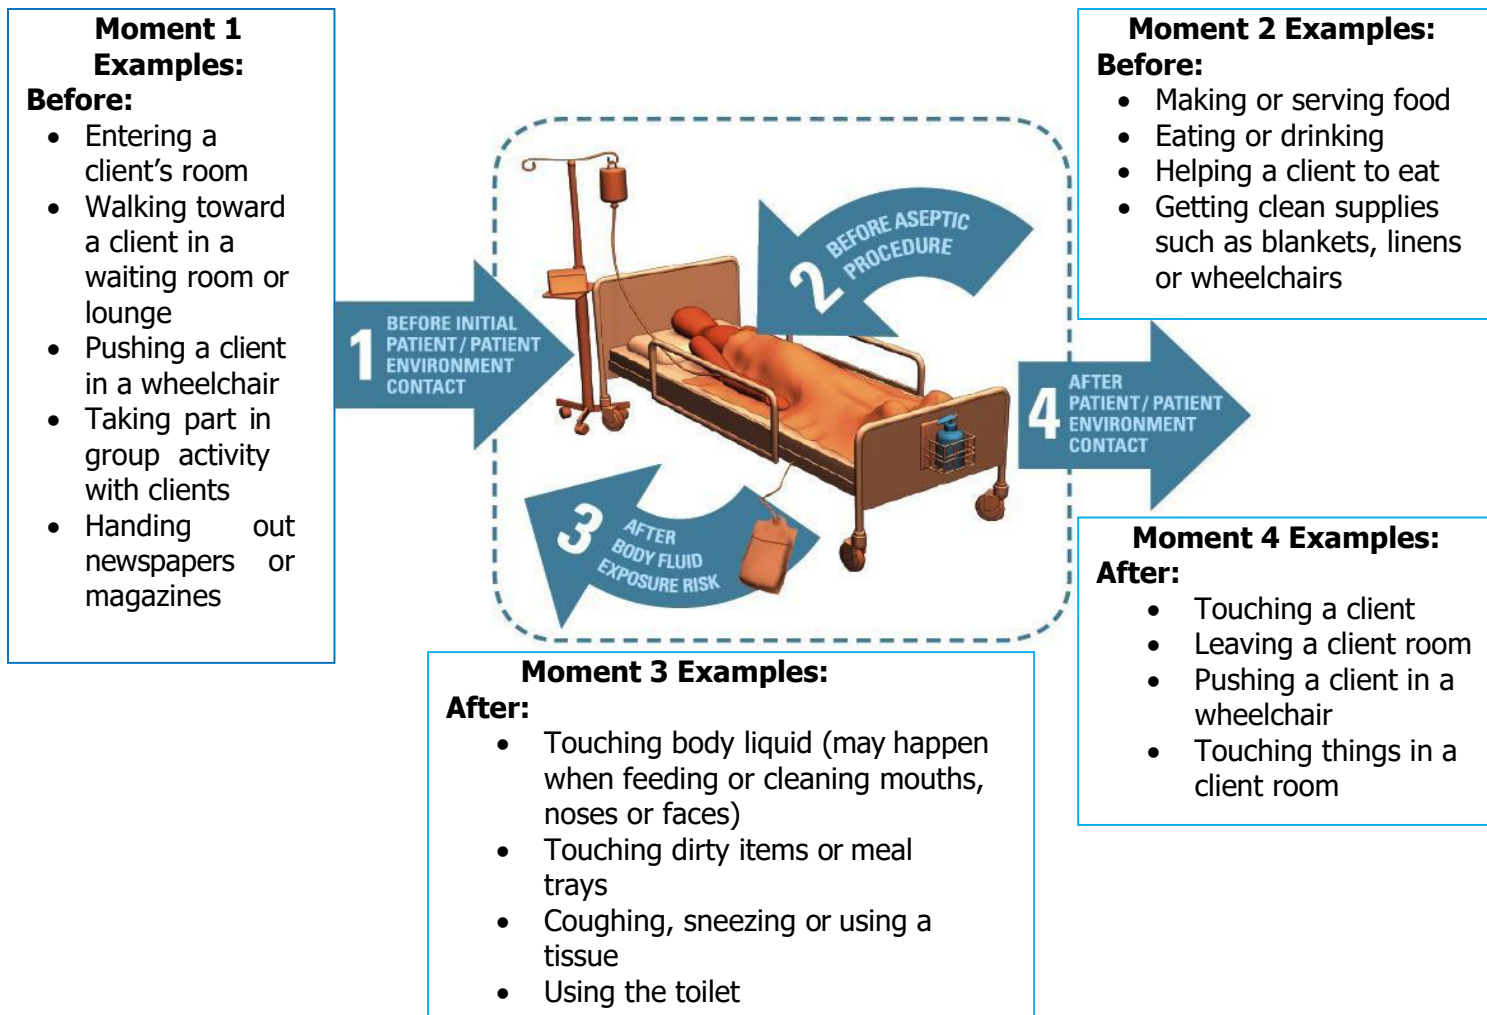 Moment 1
Examples:
Before:
• Entering a
client’s room
• Walking toward
a client in a
waiting room or
lounge
• Pushing a client
in a wheelchair
• Taking part in
group activity
with clients
• Handing out
newspapers or
magazines
1
BEFORE INITIAL
PATIENT / PATIENT
ENVIRONMENT
CONTACT
2
BEFORE ASEPTIC
PROCEDURE
Moment 2 Examples:
Before:
• Making or serving food
• Eating or drinking
• Helping a client to eat
• Getting clean supplies
such as blankets, linens
or wheelchairs
3
AFTER
BODY FLUID
EXPOSURE RISK
Moment 3 Examples:
After:
• Touching body liquid (may happen
when feeding or cleaning mouths,
noses or faces)
• Touching dirty items or meal
trays
• Coughing, sneezing or using a
tissue
• Using the toilet
4
AFTER
PATIENT / PATIENT
ENVIRONMENT
CONTACT
Moment 4 Examples:
After:
• Touching a client
• Leaving a client room
• Pushing a client in a
wheelchair
• Touching things in a
client room